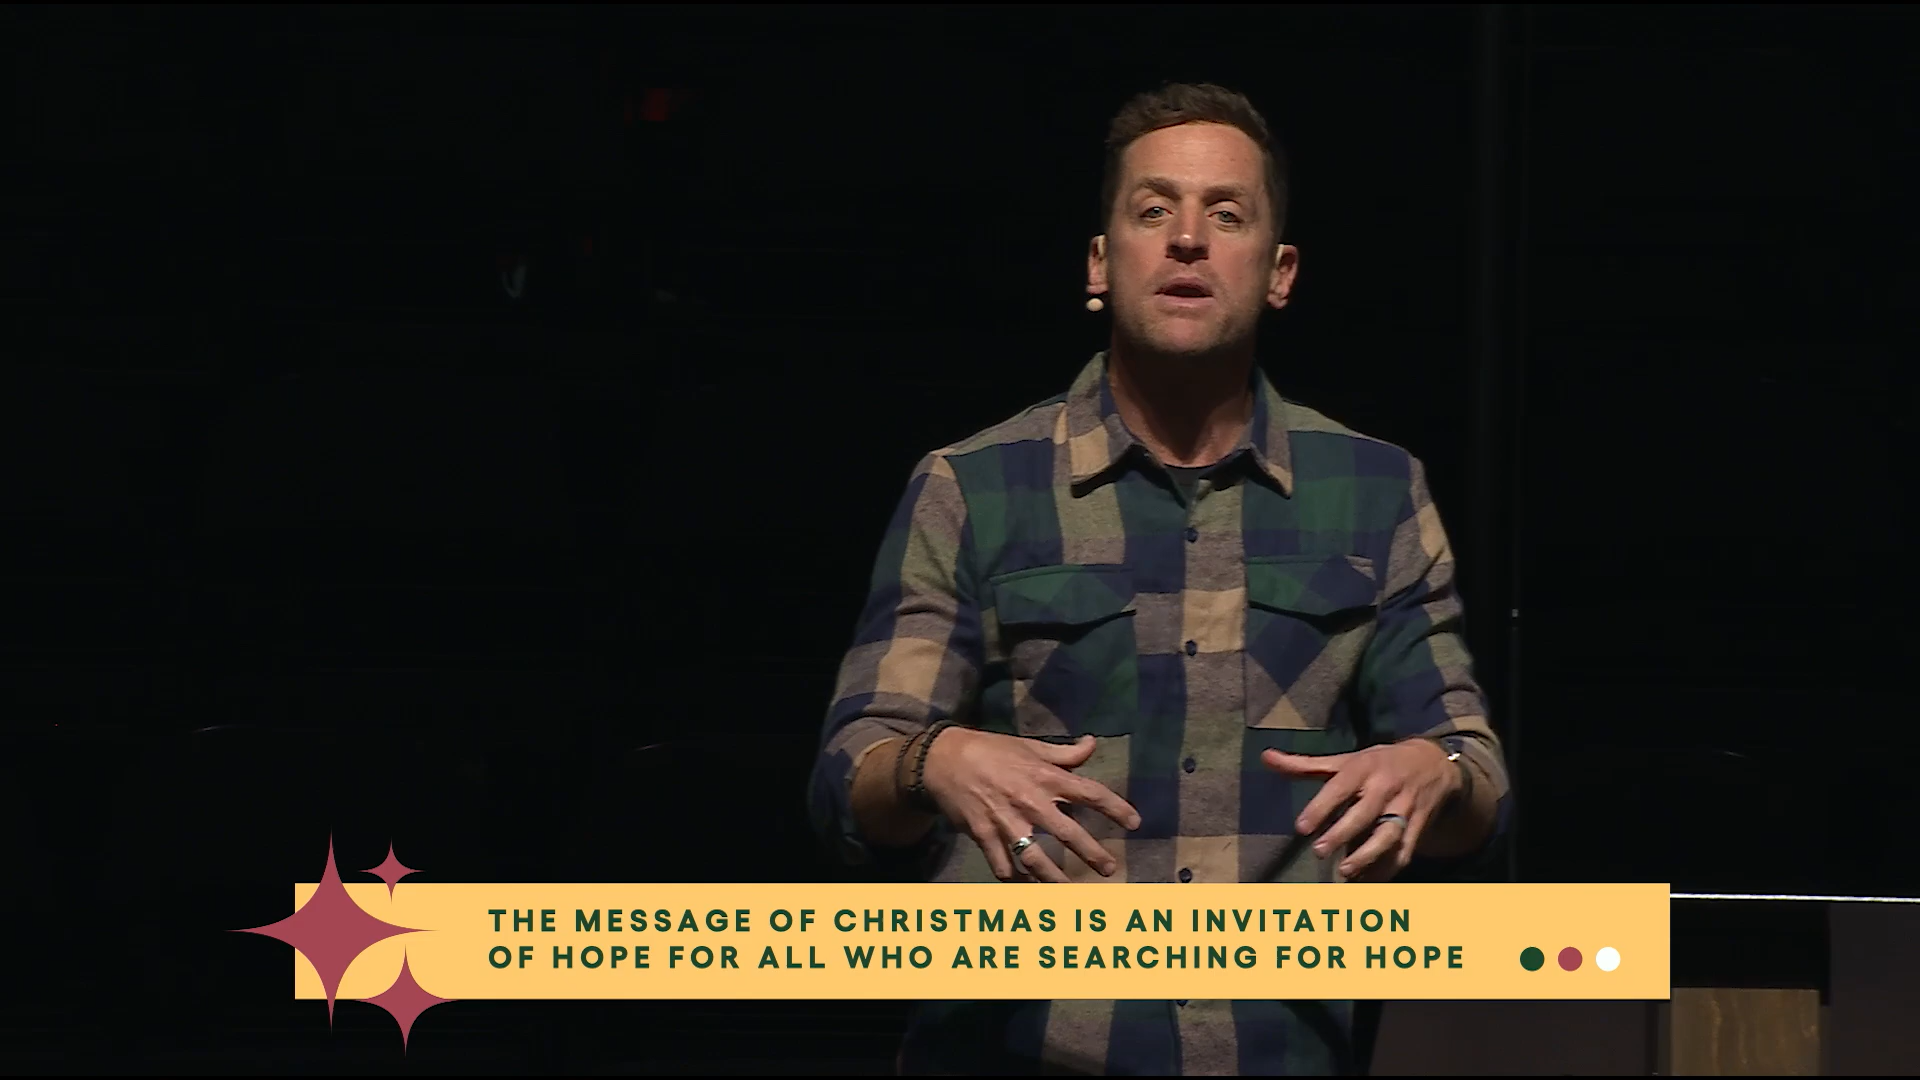 THE MESSAGE OF CHRISTMAS IS AN INVITATION
OF HOPE FOR ALL WHO ARE SEARCHING FOR HOPE